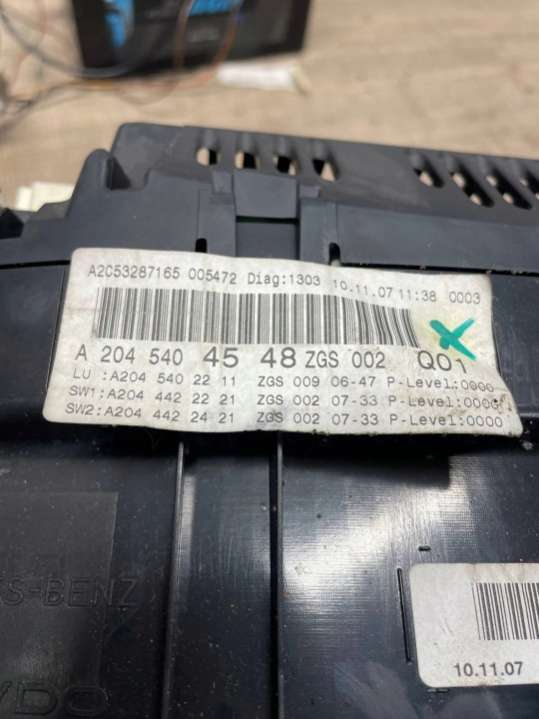 A2C53287165 005472 Diag:1303 10.11.07 11:38 0003
A 204 540 45 48 ZGS 002 Q01
LU : A204 540 22 11 ZGS 009 06-47 P-Level:0000
SW1:A204 442 22 21 ZGS 002 07-33 P-Level:0000
SW2:A204 442 24 21 ZGS 002 07-33 P-Level:0000
S-BENZ
VDO
10.11.07